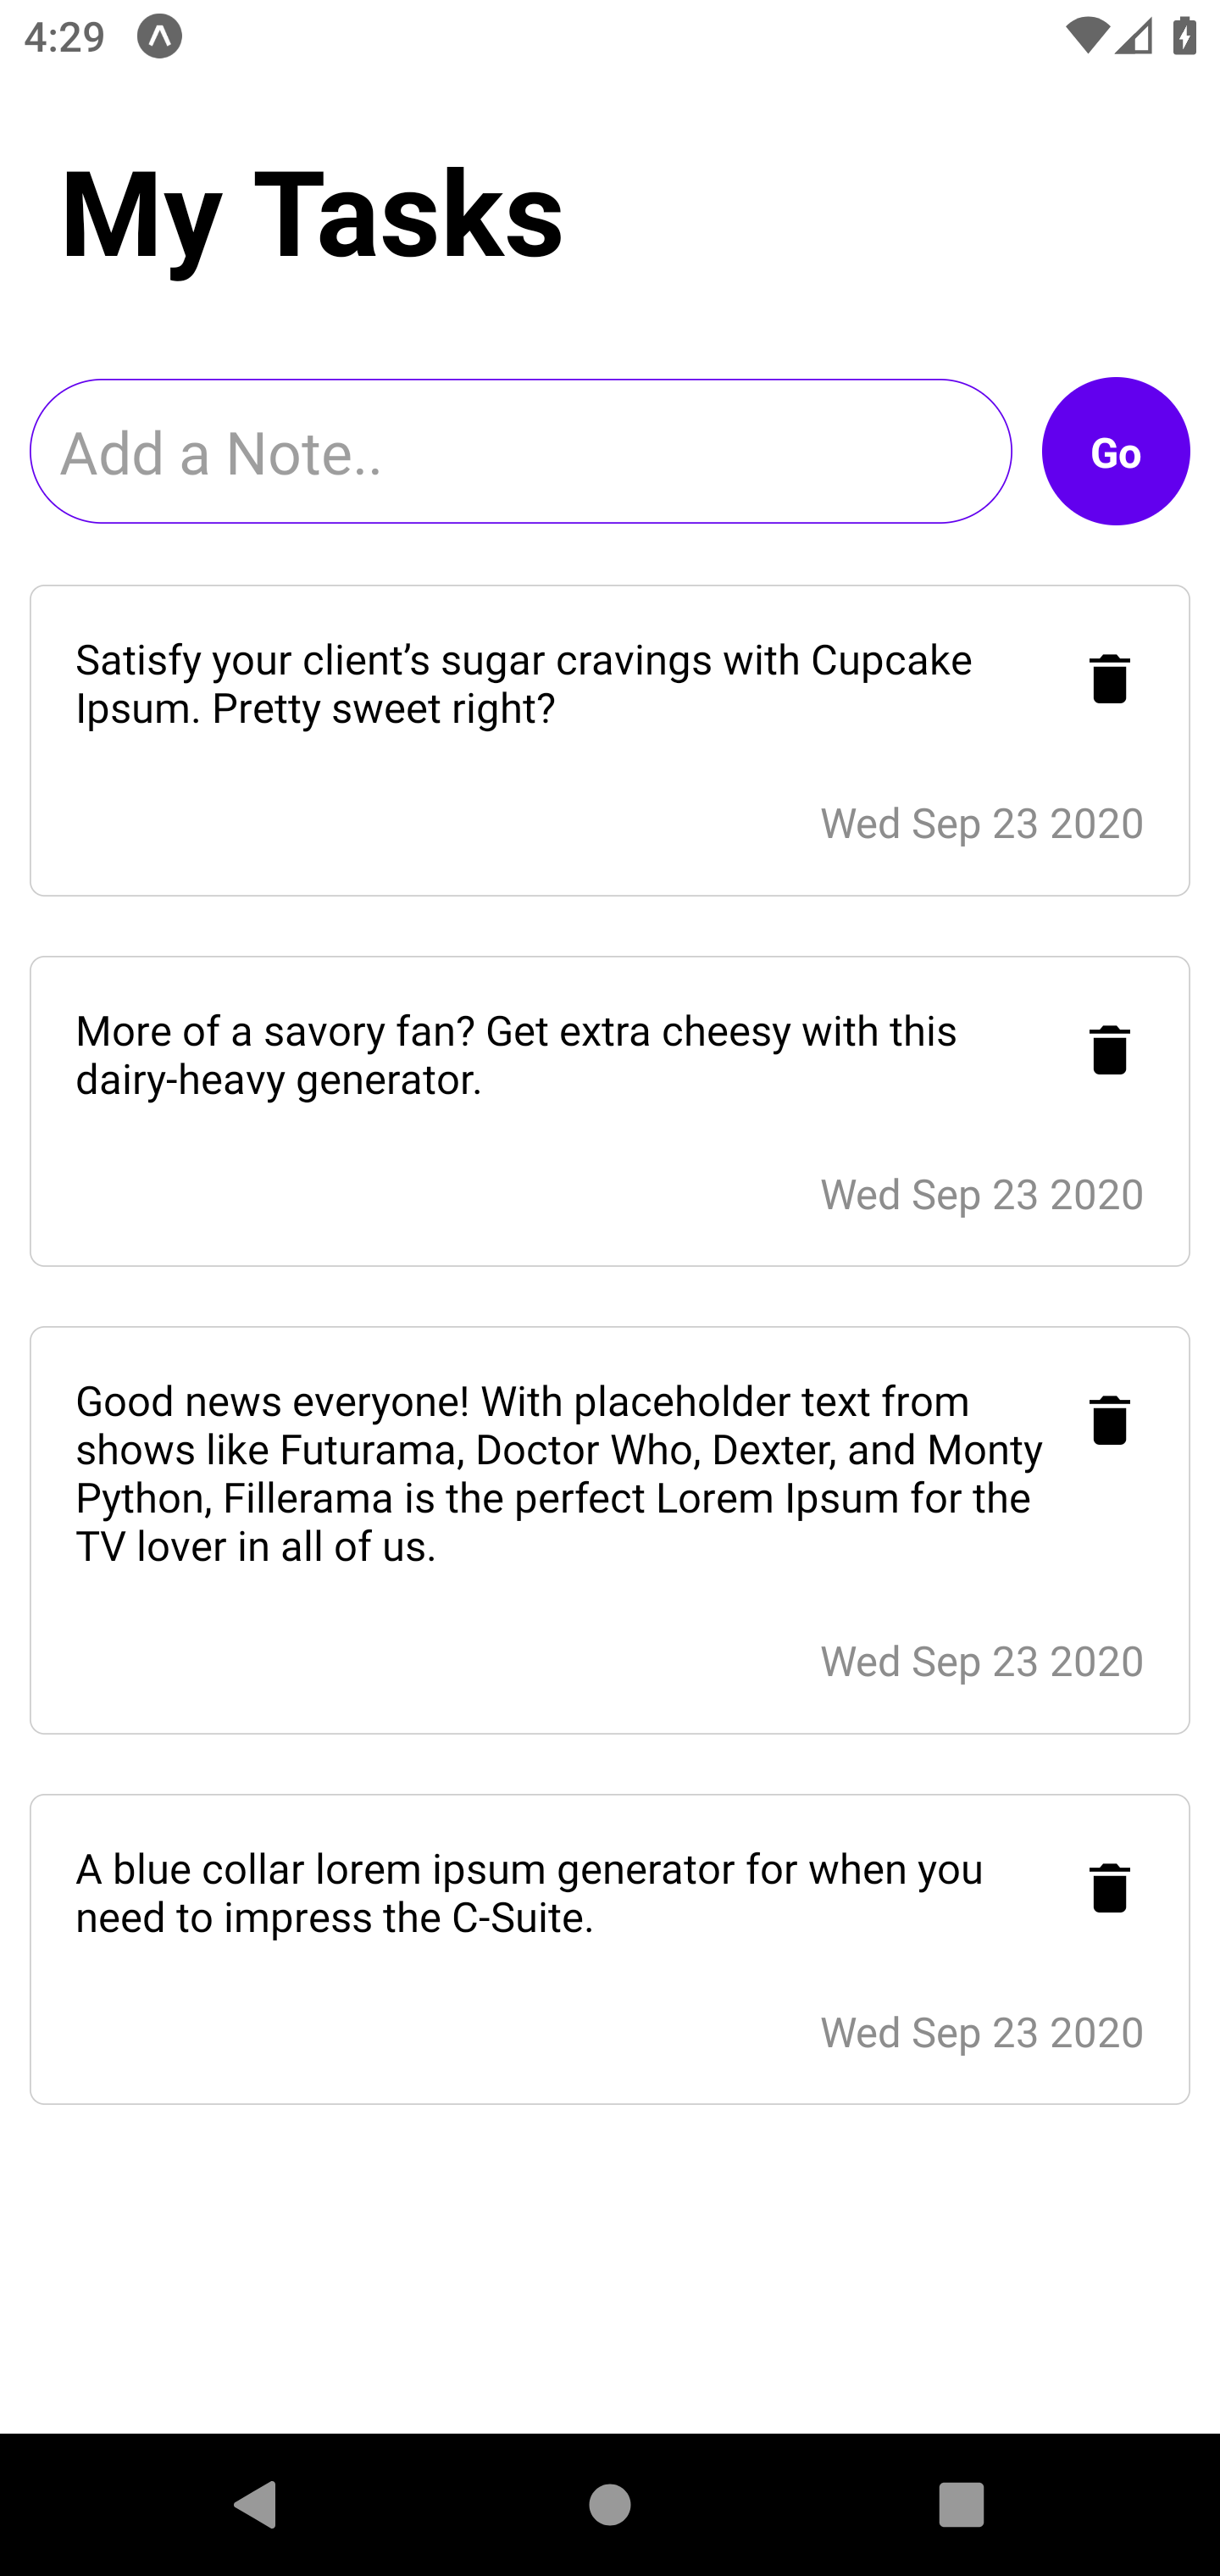 4:29
My Tasks
Add a Note..
Go
Satisfy your client’s sugar cravings with Cupcake
Ipsum. Pretty sweet right?
Wed Sep 23 2020
More of a savory fan? Get extra cheesy with this
dairy-heavy generator.
Wed Sep 23 2020
Good news everyone! With placeholder text from
shows like Futurama, Doctor Who, Dexter, and Monty
Python, Fillerama is the perfect Lorem Ipsum for the
TV lover in all of us.
Wed Sep 23 2020
A blue collar lorem ipsum generator for when you
need to impress the C-Suite.
Wed Sep 23 2020